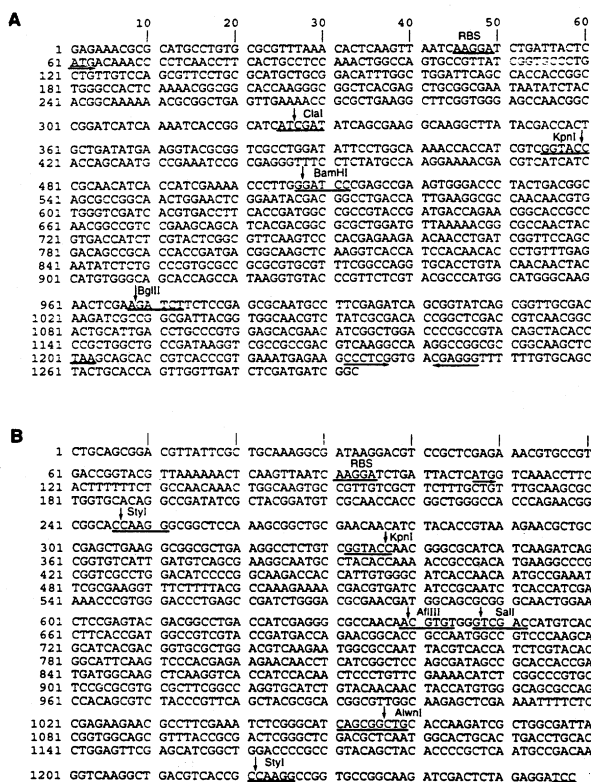 A
10 20 30 40 50 60
RBS
1 GAGAAACGCG CATGCCTGTG CGCGTTTAAA CACTCAAGTT AATCAAGGAT CTGATTACTC
61 ATGACAAACC CCTCAACCTT CACTGCCTCC AAACTGGCCA GTGCCGTTAT
121 CTGTTGTCCA GCGTTCCTGC GCATGCTGCG GACATTTGGC TGGATTCAGC CACCACCGGC
181 TGGGCCACTC AAAACGGCGG CACCAAGGGC GGCTCACGAG CTGCGGCGAA TAATATCTAC
241 ACGGCAAAAA ACGCGGCTGA GTTGAAAACC GCGCTGAAGG CTTCGGTGGG GAGCCAACGG
ClaI
301 CGGATCATCA AAATCACCGG CATCATCGAT ATCAGCGAAG GCAAGGCTTA TACGACCACT
KpnI
361 GCTGATATGA AGGTACGCGG TCGCCTGGAT ATTCCTGGCA AAACCACCAT CGTCGGTACC
421 ACCAGCAATG CCGAAATCCG CGAGGGTTTC CTCTATGCCA AGGAAAACGA CGTCATCATC
BamHI
481 CGCAACATCA CCATCGAAAA CCCTTGGGAT CCCGAGCCGA AGTGGGACCC TACTGACGGC
541 AGCGCCGGCA ACTGGAACTC GGAATACGAC GGCCTGACCA TTGAAGGCGC CAACAACGTG
601 TGGGTCGATC ACGTGACCTT CACCGATGGC CGCCGTACCG ATGACCAGAA CGGCACCGCC
661 AACGGCCGTC CGAAGCAGCA TCACGACGGC GCGCTGGATG TTAAAAACGG CGCCAACTAC
721 GTGACCATCT CGTACTCGGC GTTCAAGTCC CACGAGAAGA ACAACCTGAT CGGTTCCAGC
781 GACAGCCGCA CCACCGATGA CGGCAAGCTC AAGGTCACCA TCCACAACAC CCTGTTTGAG
841 AATATCTCTG CCCGTGCGCC GCGCGTGCGT TTCGGCCAGG TGCACCTGTA CAACAACTAC
901 CATGTGGGCA GCACCAGCCA TAAGGTGTAC CCGTTCTCGT ACGCCCATGG CATGGGCAAG
BglII
961 AACTCGAAGA TCTTCTCCGA GCGCAATGCC TTCGAGATCA GCGGTATCAG CGGTTGCGAC
1021 AAGATCGCCG GCGATTACGG TGGCAACGTC TATCGCGACA CCGGCTCGAC CGTCAACGGC
1081 ACTGCATTGA CCTGCCCGTG GAGCACGAAC ATCGGCTGGA CCCCGCCGTA CAGCTACACC
1141 CCGCTGGCTG CCGATAAGGT CGCCGCCGAC GTCAAGGCCA AGGCCGGCGC CGGCAAGCTC
1201 TAAGCAGCAC CGTCACCCGT GAAATGAGAA GCCCTCGGTG ACGAGGGTTT TTTGTGCAGC
1261 TACTGCACCA GTTGGTTGAT CTCGATGATC GGC
B
1 CTGCAGCGGA CGTTATTCGC TGCAAAGGCG ATAAGGACGT CCGCTCGAGA AACGTGCCGT
RBS
61 GACCGGTACG TTAAAAAACT CAAGTTAATC AAGGATCTGA TTACTCATGG TCAAACCTTC
121 ACTTTTTTCT GCCAACAACT TGGCAAGTGC CGTTGTCGCT TCTTTGCTGT TTGCAAGCGC
181 TGGTGCACAG GCCGATATCG CTACGGATGT CGCAACCACC GGCTGGGCCA CCCAGAACGG
StyI
241 CGGCACCAAG GGCGGCTCCA AAGCGGCTGC GAACAACATC TACACCGTAA AGAACGCTGC
KpnI
301 CGAGCTGAAG GCGGCGCTGA AGGCCTCTGT CGGTACCAAC GGGCGCATCA TCAAGATCAG
361 CGGTGTCATT GATGTCAGCG AAGGCAATGC CTACACCAAA ACCGCCGACA TGAAGGCCCG
421 CGGTCGCCTG GACATCCCCG GCAAGACCAC CATTGTGGGC ATCACCAACA ATGCCGAAAT
481 TCGCGAAGGT TTCTTTTACG CCAAAGAAAA CGACGTGATC ATCCGCAACA TCACCATCGA
541 AAACCCGTGG GACCCTGAGC CGATCTGGGA CGCGAACGAT GGCAGCGCGG GCAACTGGAA
AflIII SalI
601 CTCCGAGTAC GACGGCCTGA CCATCGAGGG CGCCAACAAC GTGTGGGTCG ACCATGTCAC
661 CTTCACCGAT GGCCGTCGTA CCGATGACCA GAACGGCACC GCCAATGGCC GTCCCAAGCA
721 GCATCACGAC GGTGCGCTGG ACGTCAAGAA TGGCGCCAAT TACGTCACCA TCTCGTACAC
781 GGCATTCAAG TCCCACGAGA AGAACAACCT CATCGGCTCC AGCGATAGCC GCACCACCGA
841 TGATGGCAAG CTCAAGGTCA CCATCCACAA CTCCCTGTTC GAAAACATCT CGGCCCGTGC
901 TCCGCGCGTG CGCTTCGGCC AGGTGCATCT GTACAACAAC TACCATGTGG GCAGCGCCAG
961 CCACAGCGTC TACCCGTTCA GCTACGCGCA CGGCGTTGGC AAGAGCTCGA AAATTTTCTC
AlwnI
1021 CGAGAAGAAC GCCTTCGAAA TCTCGGGCAT CAGCGGCTGC ACCAAGATCG CTGGCGATTA
1081 CGGTGGCAGC GTTTACCGCG ACTCGGGCTC GACGCTCAAT GGCACTGCAC TGACCTGCAC
1141 CTGGAGTTCG AGCATCGGCT GGACCCCGCC GTACAGCTAC ACCCCGCTCA ACGCCGACAA
StyI
1201 GGTCAAGGCT GACGTCACCG CCAAGGCCGG TGCCGGCAAG ATCGACTCTA GAGGATCC